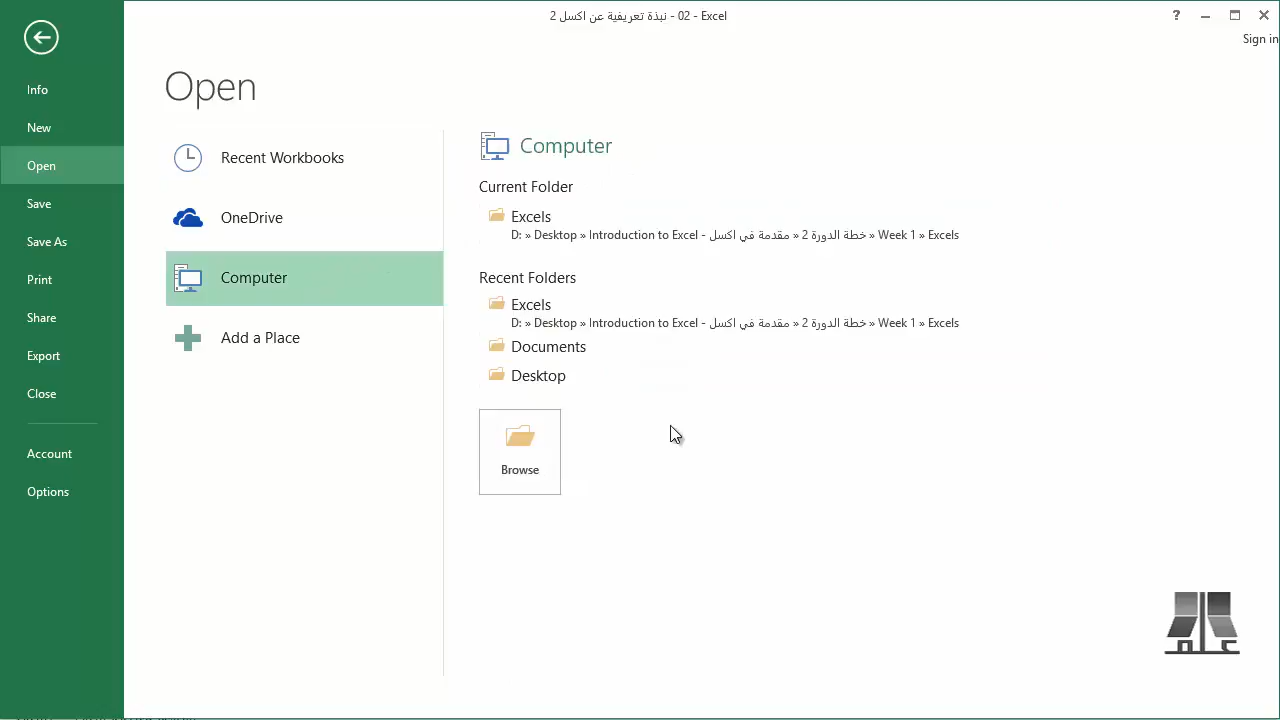 02 - نبذة تعريفية عن اكسل 2 - Excel
?
Sign in
Info
New
Open
Save
Save As
Print
Share
Export
Close
Account
Options
Open
Recent Workbooks
OneDrive
Computer
Add a Place
Computer
Current Folder
Excels
D: » Desktop » Introduction to Excel - مقدمة في اكسل » خطة الدورة 2 » Week 1 » Excels
Recent Folders
Excels
D: » Desktop » Introduction to Excel - مقدمة في اكسل » خطة الدورة 2 » Week 1 » Excels
Documents
Desktop
Browse